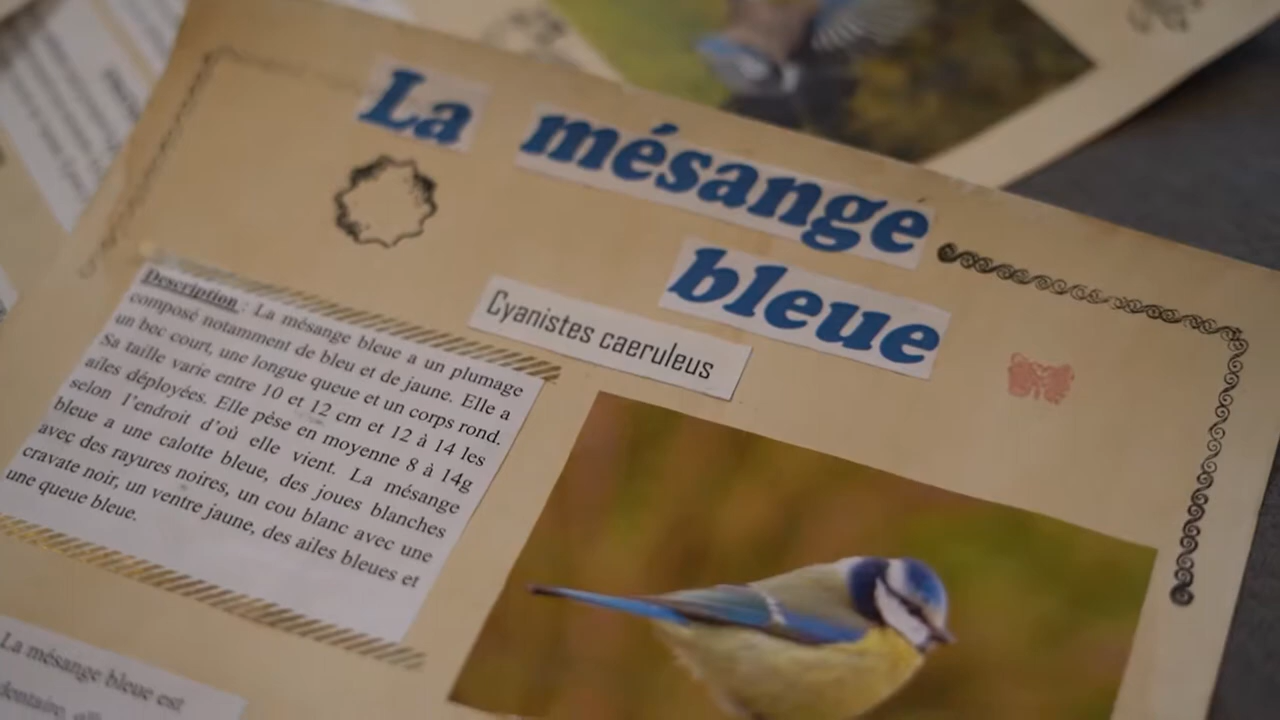 La mésange
bleue
Cyanistes caeruleus
Description : La mésange bleue a un plumage
composé notamment de bleu et de jaune. Elle a
un bec court, une longue queue et un corps rond.
Sa taille varie entre 10 et 12 cm et 12 à 14 les
ailes déployées. Elle pèse en moyenne 8 à 14g
selon l'endroit d'où elle vient. La mésange
bleue a une calotte bleue, des joues blanches
avec des rayures noires, un cou blanc avec une
cravate noir, un ventre jaune, des ailes bleues et
une queue bleue.
La mésange bleue est